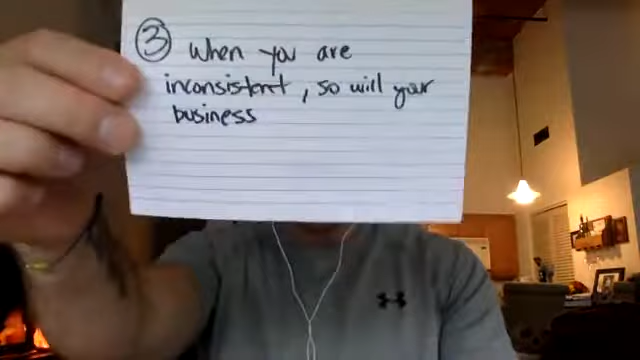 ③ When you are
inconsistent, so will your
business